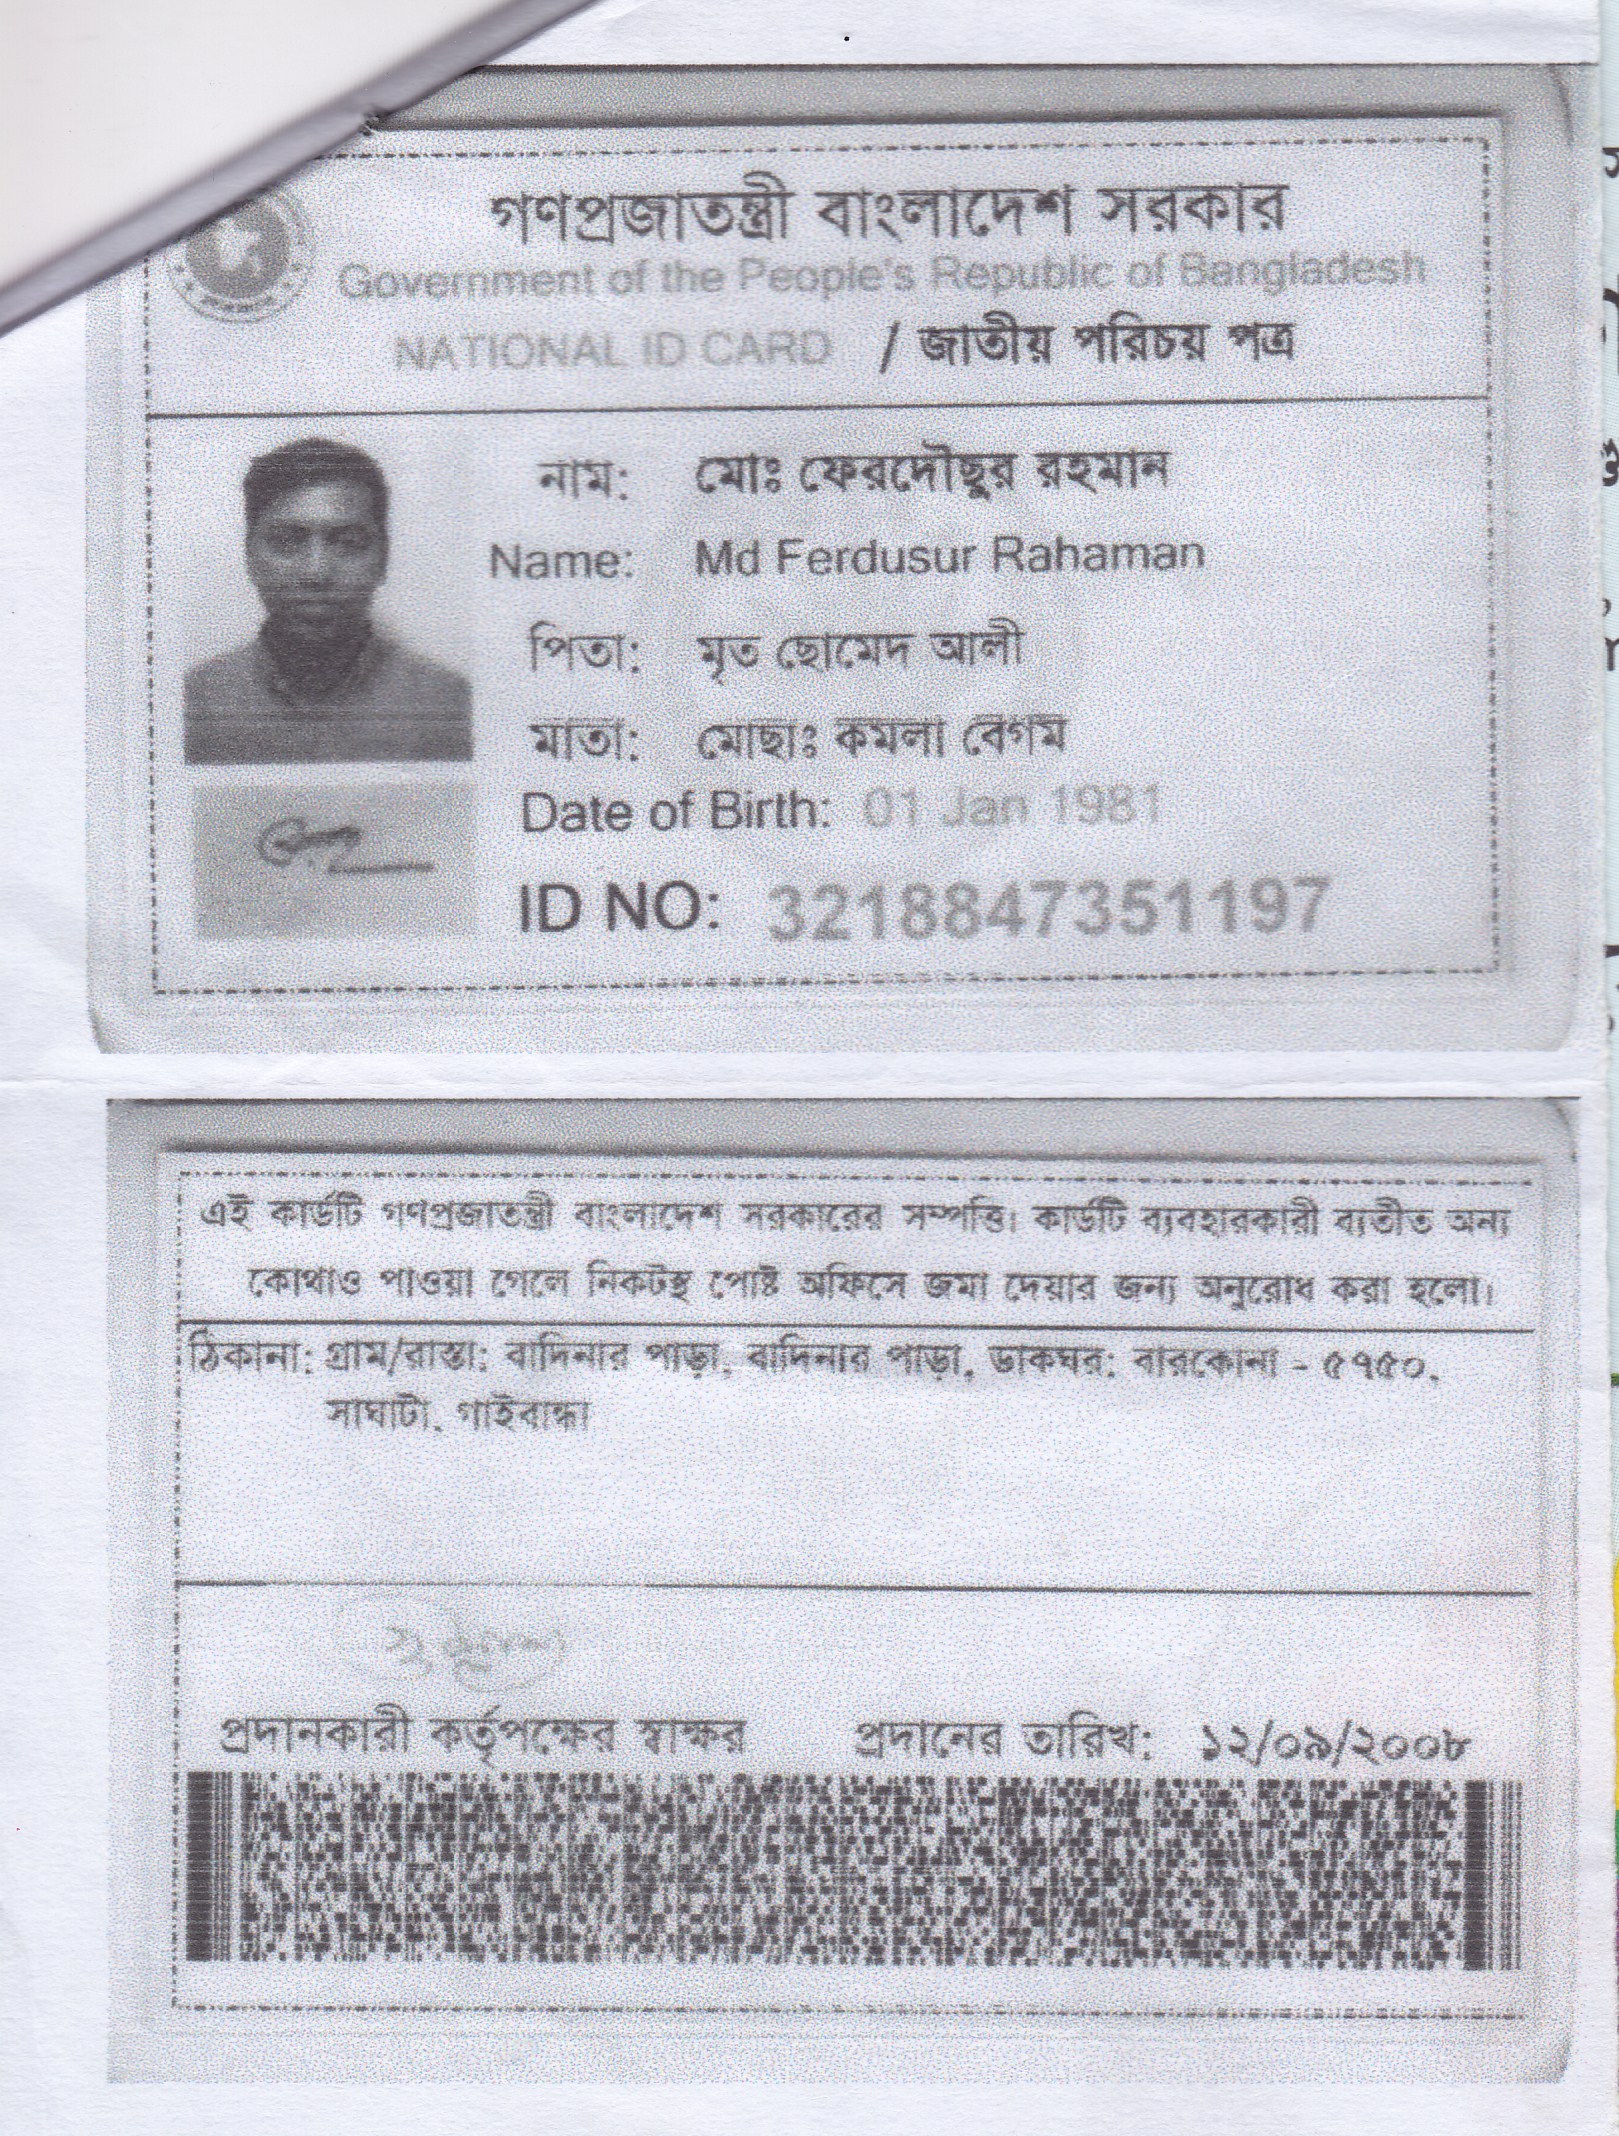 গণপ্রজাতন্ত্রী বাংলাদেশ সরকার
Government of the People's Republic of Bangladesh
NATIONAL ID CARD / জাতীয় পরিচয় পত্র
নাম: মোঃ ফেরদৌছুর রহমান
Name: Md Ferdusur Rahaman
পিতা: মৃত ছোমেদ আলী
মাতা: মোছাঃ কমলা বেগম
Date of Birth: 01 Jan 1981
ID NO: 3218847351197
এই কার্ডটি গণপ্রজাতন্ত্রী বাংলাদেশ সরকারের সম্পত্তি। কার্ডটি ব্যবহারকারী ব্যতীত অন্য
কোথাও পাওয়া গেলে নিকটস্থ পোষ্ট অফিসে জমা দেয়ার জন্য অনুরোধ করা হলো।
ঠিকানা: গ্রাম/রাস্তা: বাদিনার পাড়া, বাদিনার পাড়া, ডাকঘর: বারকোনা - ৫৭৫০,
সাঘাটা, গাইবান্ধা
প্রদানকারী কর্তৃপক্ষের স্বাক্ষর প্রদানের তারিখ: ১২/০৯/২০০৮